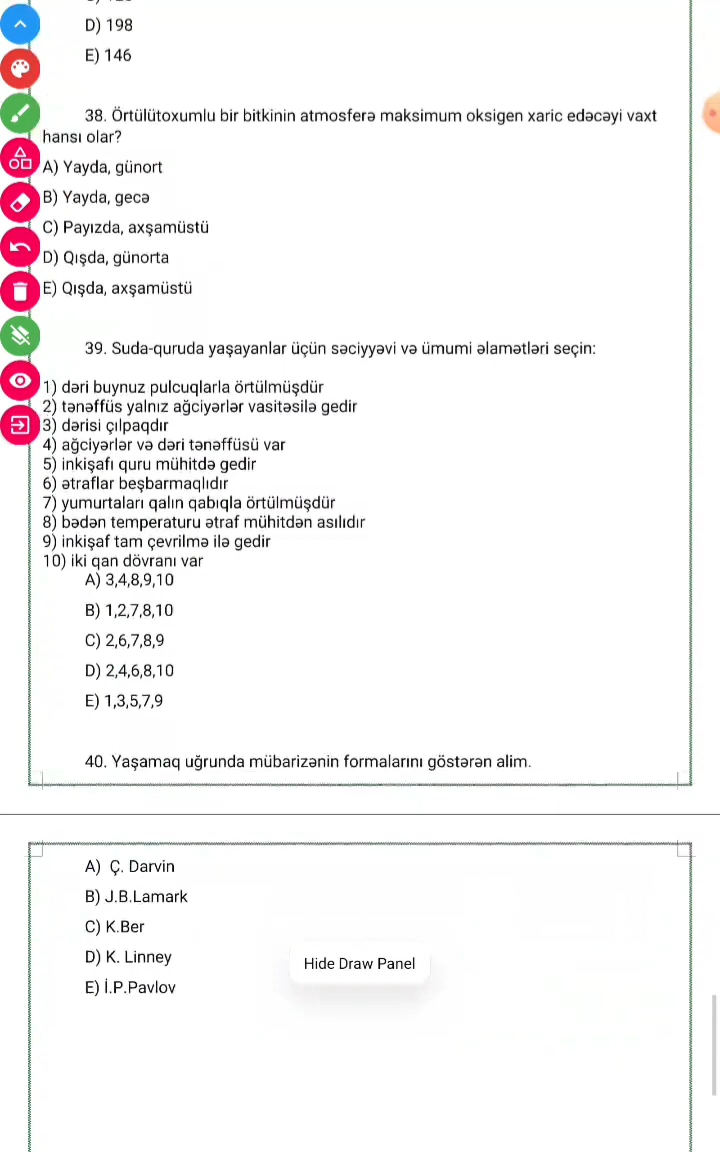 D) 198
E) 146
38. Örtülütoxumlu bir bitkinin atmosferə maksimum oksigen xaric edəcəyi vaxt
hansı olar?
A) Yayda, günort
B) Yayda, gecə
C) Payızda, axşamüstü
D) Qışda, günorta
E) Qışda, axşamüstü
39. Suda-quruda yaşayanlar üçün səciyyəvi və ümumi əlamətləri seçin:
1) dəri buynuz pulcuqlarla örtülmüşdür
2) tənəffüs yalnız ağciyərlər vasitəsilə gedir
3) dərisi çılpaqdır
4) ağciyərlər və dəri tənəffüsü var
5) inkişafı quru mühitdə gedir
6) ətraflar beşbarmaqlıdır
7) yumurtaları qalın qabıqla örtülmüşdür
8) bədən temperaturu ətraf mühitdən asılıdır
9) inkişaf tam çevrilmə ilə gedir
10) iki qan dövranı var
A) 3,4,8,9,10
B) 1,2,7,8,10
C) 2,6,7,8,9
D) 2,4,6,8,10
E) 1,3,5,7,9
40. Yaşamaq uğrunda mübarizənin formalarını göstərən alim.
A) Ç. Darvin
B) J.B.Lamark
C) K.Ber
D) K. Linney
E) İ.P.Pavlov
Hide Draw Panel